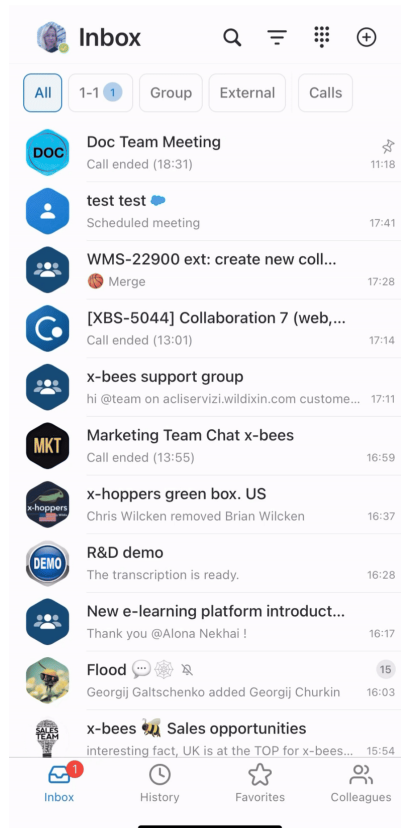 Inbox
All
1-1 1
Group
External
Calls
DOC
Doc Team Meeting
Call ended (18:31)
11:18
test test
Scheduled meeting
17:41
WMS-22900 ext: create new coll...
Merge
17:28
[XBS-5044] Collaboration 7 (web,...
Call ended (13:01)
17:14
x-bees support group
hi @team on acliservizi.wildixin.com custome...
17:11
MKT
Marketing Team Chat x-bees
Call ended (13:55)
16:59
x-hoppers
x-hoppers green box. US
Chris Wilcken removed Brian Wilcken
16:37
DEMO
R&D demo
The transcription is ready.
16:28
New e-learning platform introduct...
Thank you @Alona Nekhai !
16:17
Flood
15
Georgij Galtschenko added Georgij Churkin
16:03
SALES
TEAM
x-bees Sales opportunities
interesting fact, UK is at the TOP for x-bees...
15:54
1
Inbox
History
Favorites
Colleagues